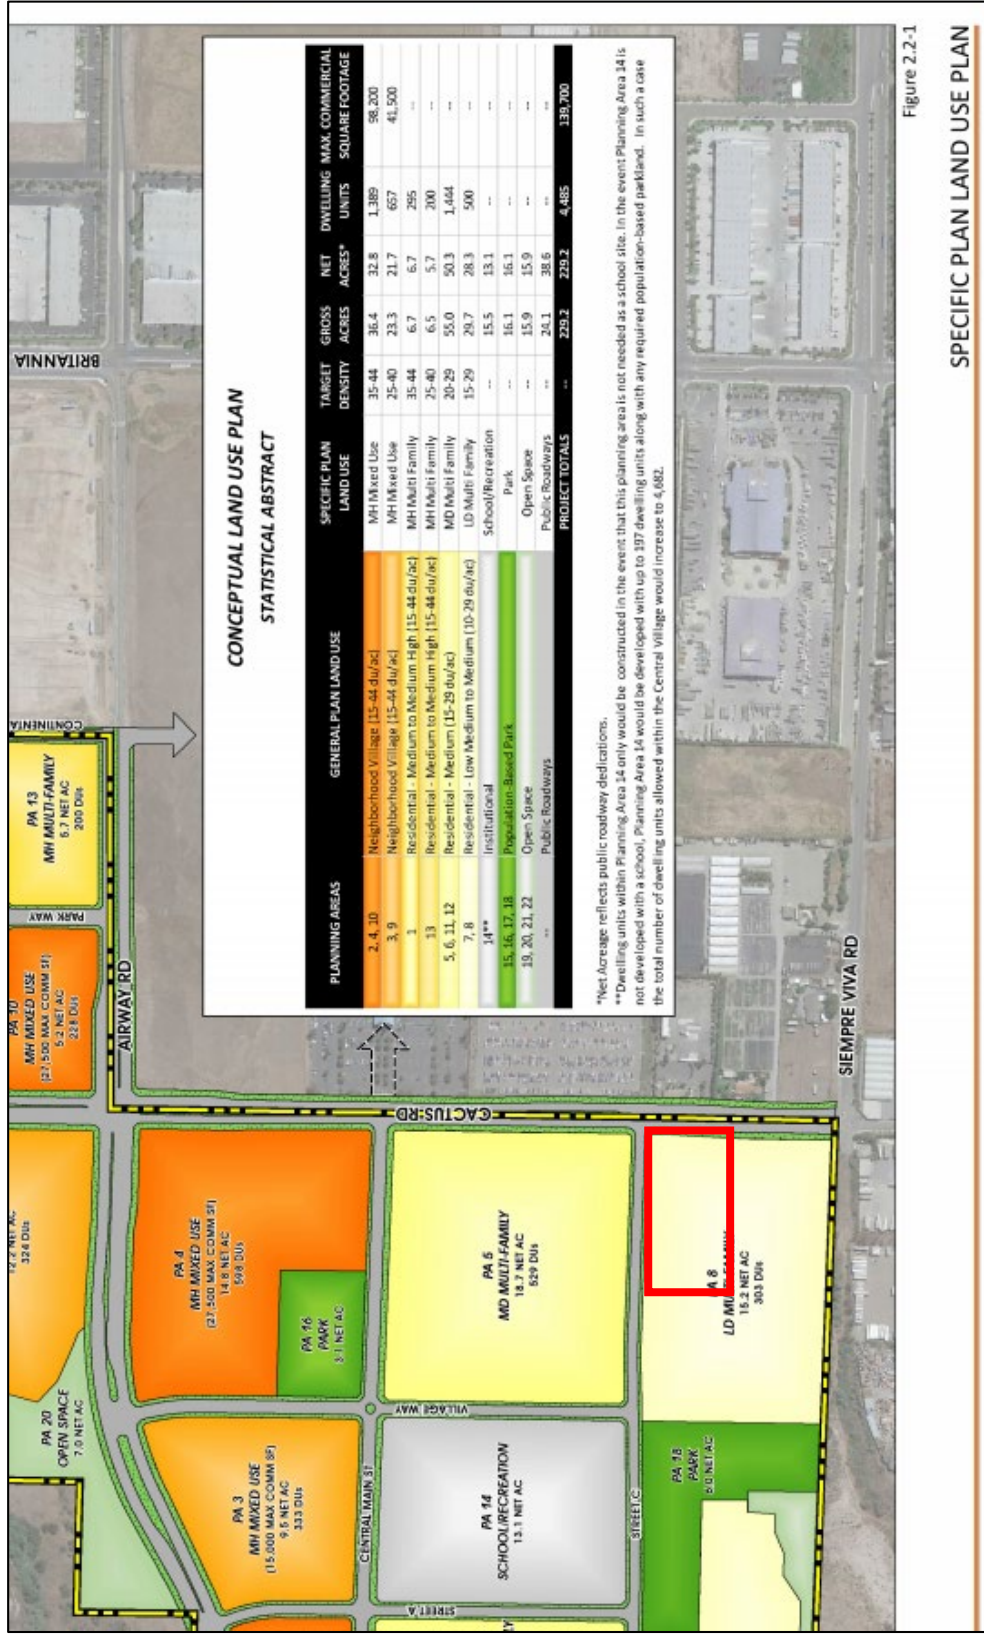 PA 20
OPEN SPACE
7.0 NET AC
324 DUs
PA 10
MH MIXED USE
(27,500 MAX COMM SF)
5.2 NET AC
228 DUs
PARK WAY
PA 13
MH MULTI-FAMILY
5.7 NET AC
200 DUs
CONTINENTA
BRITANNIA
AIRWAY RD
PA 3
MH MIXED USE
(15,000 MAX COMM SF)
9.5 NET AC
333 DUs
PA 4
MH MIXED USE
(27,500 MAX COMM SF)
14.8 NET AC
598 DUs
PA 16
PARK
3.1 NET AC
STREET A
CENTRAL MAIN ST
VILLAGE WAY
CACTUS RD
PA 14
SCHOOL/RECREATION
13.1 NET AC
PA 5
MD MULTI-FAMILY
18.7 NET AC
529 DUs
STREET C
PA 18
PARK
6.0 NET AC
A 8
LD MULTI-FAMILY
15.2 NET AC
303 DUs
SIEMPRE VIVA RD
CONCEPTUAL LAND USE PLAN
STATISTICAL ABSTRACT
PLANNING AREAS GENERAL PLAN LAND USE SPECIFIC PLAN LAND USE TARGET DENSITY GROSS ACRES NET ACRES* DWELLING UNITS MAX. COMMERCIAL SQUARE FOOTAGE
2, 4, 10 Neighborhood Village (15-44 du/ac) MH Mixed Use 35-44 36.4 32.8 1,389 98,200
3, 9 Neighborhood Village (15-44 du/ac) MH Mixed Use 25-40 23.3 21.7 657 41,500
1 Residential - Medium to Medium High (15-44 du/ac) MH Multi Family 35-44 6.7 6.7 295 --
13 Residential - Medium to Medium High (15-44 du/ac) MH Multi Family 25-40 6.5 5.7 200 --
5, 6, 11, 12 Residential - Medium (15-29 du/ac) MD Multi Family 20-29 55.0 50.3 1,444 --
7, 8 Residential - Low Medium to Medium (10-29 du/ac) LD Multi Family 15-29 29.7 28.3 500 --
14** Institutional School/Recreation -- 15.5 13.1 -- --
15, 16, 17, 18 Population-Based Park Park -- 16.1 16.1 -- --
19, 20, 21, 22 Open Space Open Space -- 15.9 15.9 -- --
-- Public Roadways Public Roadways -- 24.1 38.6 -- --
PROJECT TOTALS -- 229.2 229.2 4,485 139,700
*Net Acreage reflects public roadway dedications.
**Dwelling units within Planning Area 14 only would be constructed in the event that this planning area is not needed as a school site. In the event Planning Area 14 is
not developed with a school, Planning Area 14 would be developed with up to 197 dwelling units along with any required population-based parkland. In such a case
the total number of dwelling units allowed within the Central Village would increase to 4,682.
Figure 2.2-1
SPECIFIC PLAN LAND USE PLAN